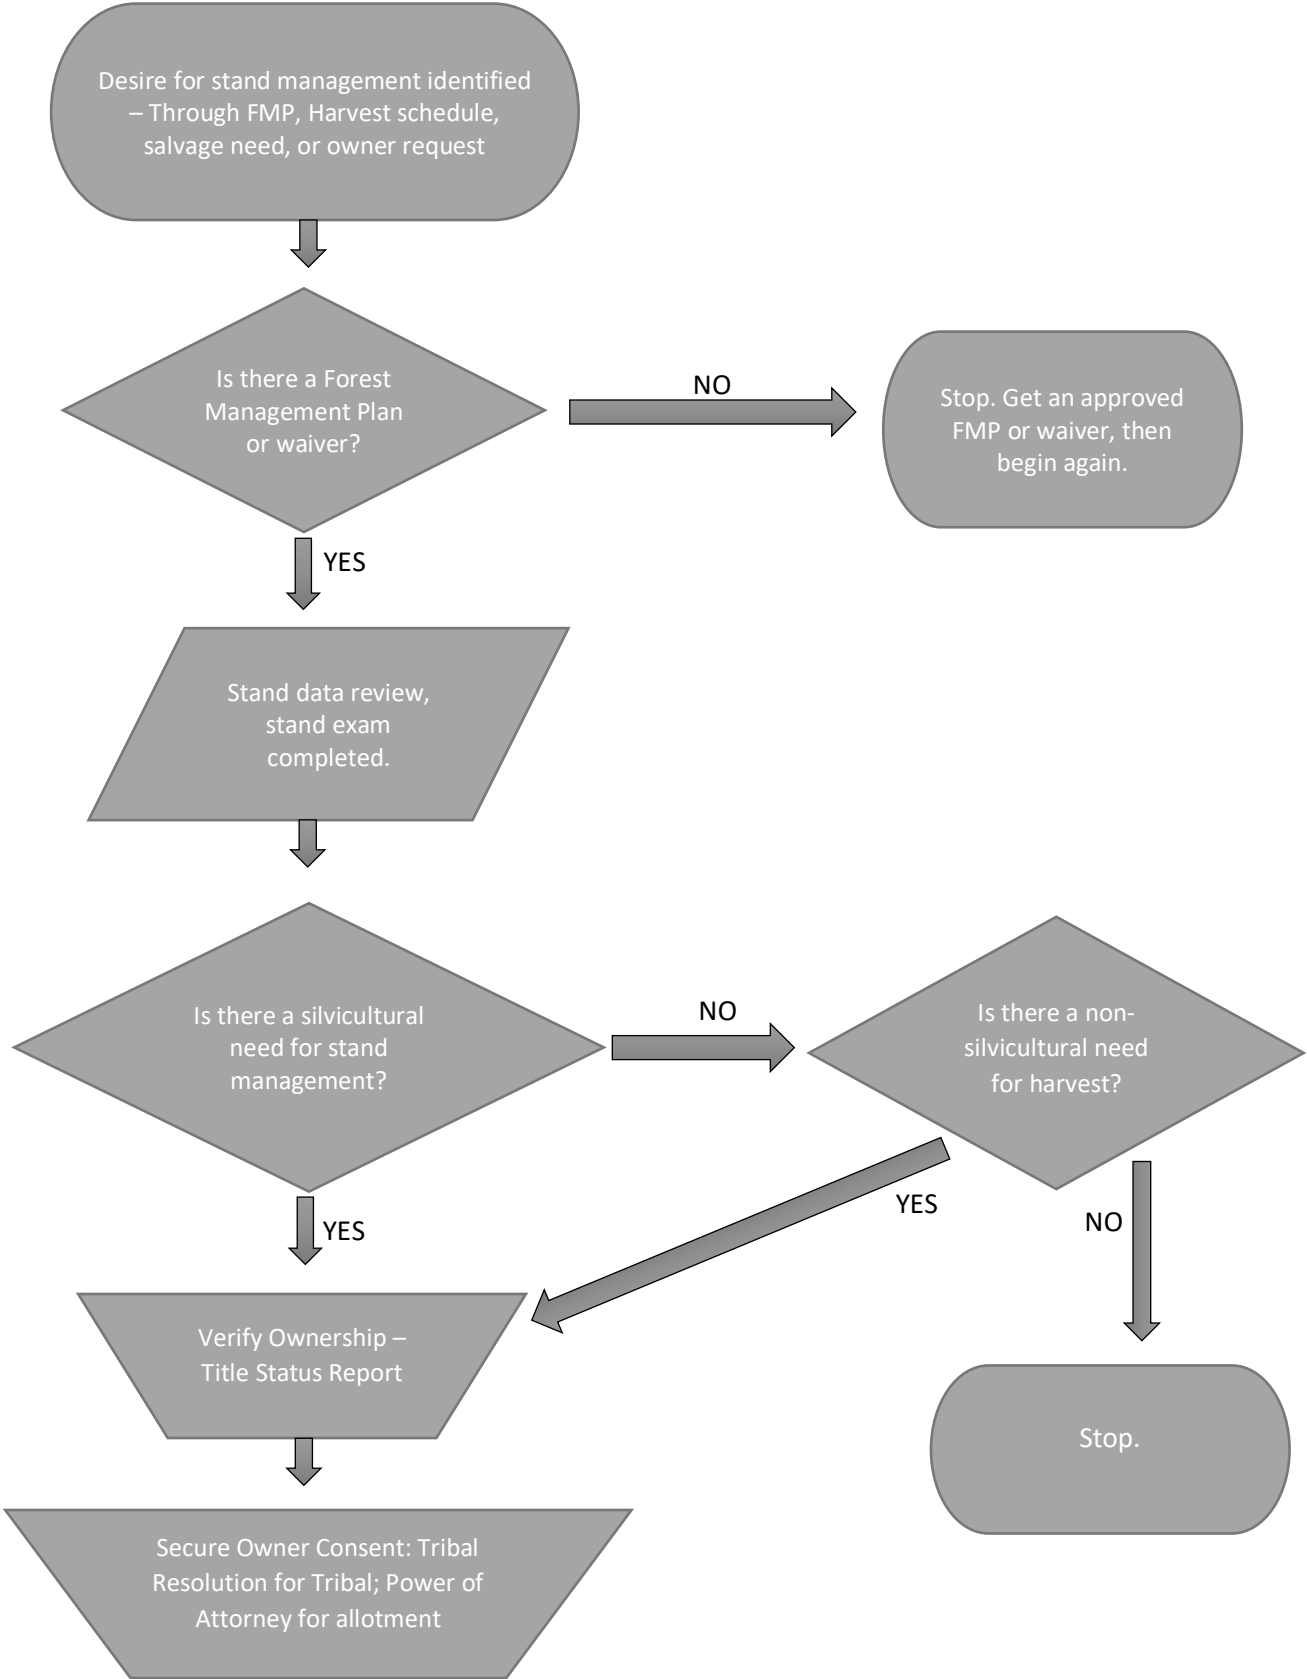 Desire for stand management identified
– Through FMP, Harvest schedule,
salvage need, or owner request
Is there a Forest
Management Plan
or waiver?
NO
Stop. Get an approved
FMP or waiver, then
begin again.
YES
Stand data review,
stand exam
completed.
Is there a silvicultural
need for stand
management?
NO
Is there a non-
silvicultural need
for harvest?
YES
YES
NO
Verify Ownership –
Title Status Report
Stop.
Secure Owner Consent: Tribal
Resolution for Tribal; Power of
Attorney for allotment